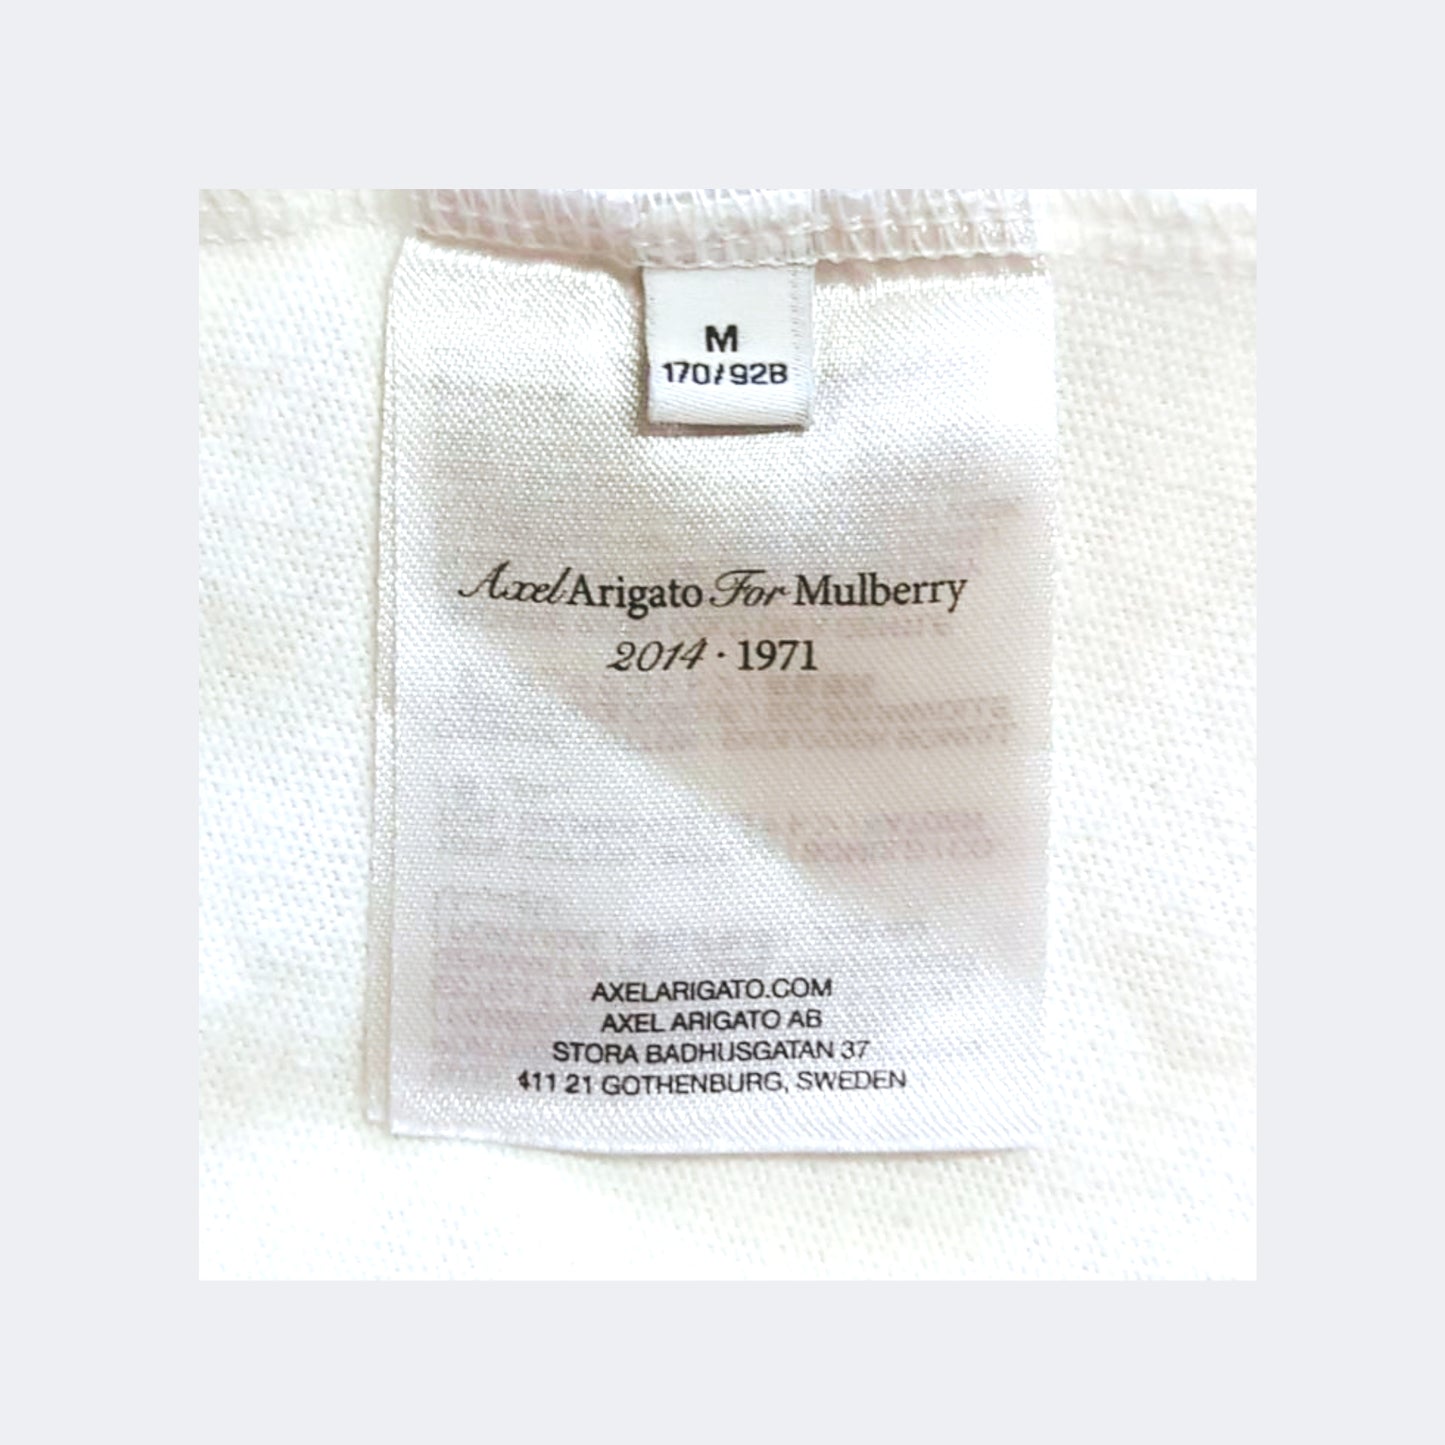 M
170/92B
Axel Arigato For Mulberry
2014 · 1971
AXELARIGATO.COM
AXEL ARIGATO AB
STORA BADHUSGATAN 37
411 21 GOTHENBURG, SWEDEN